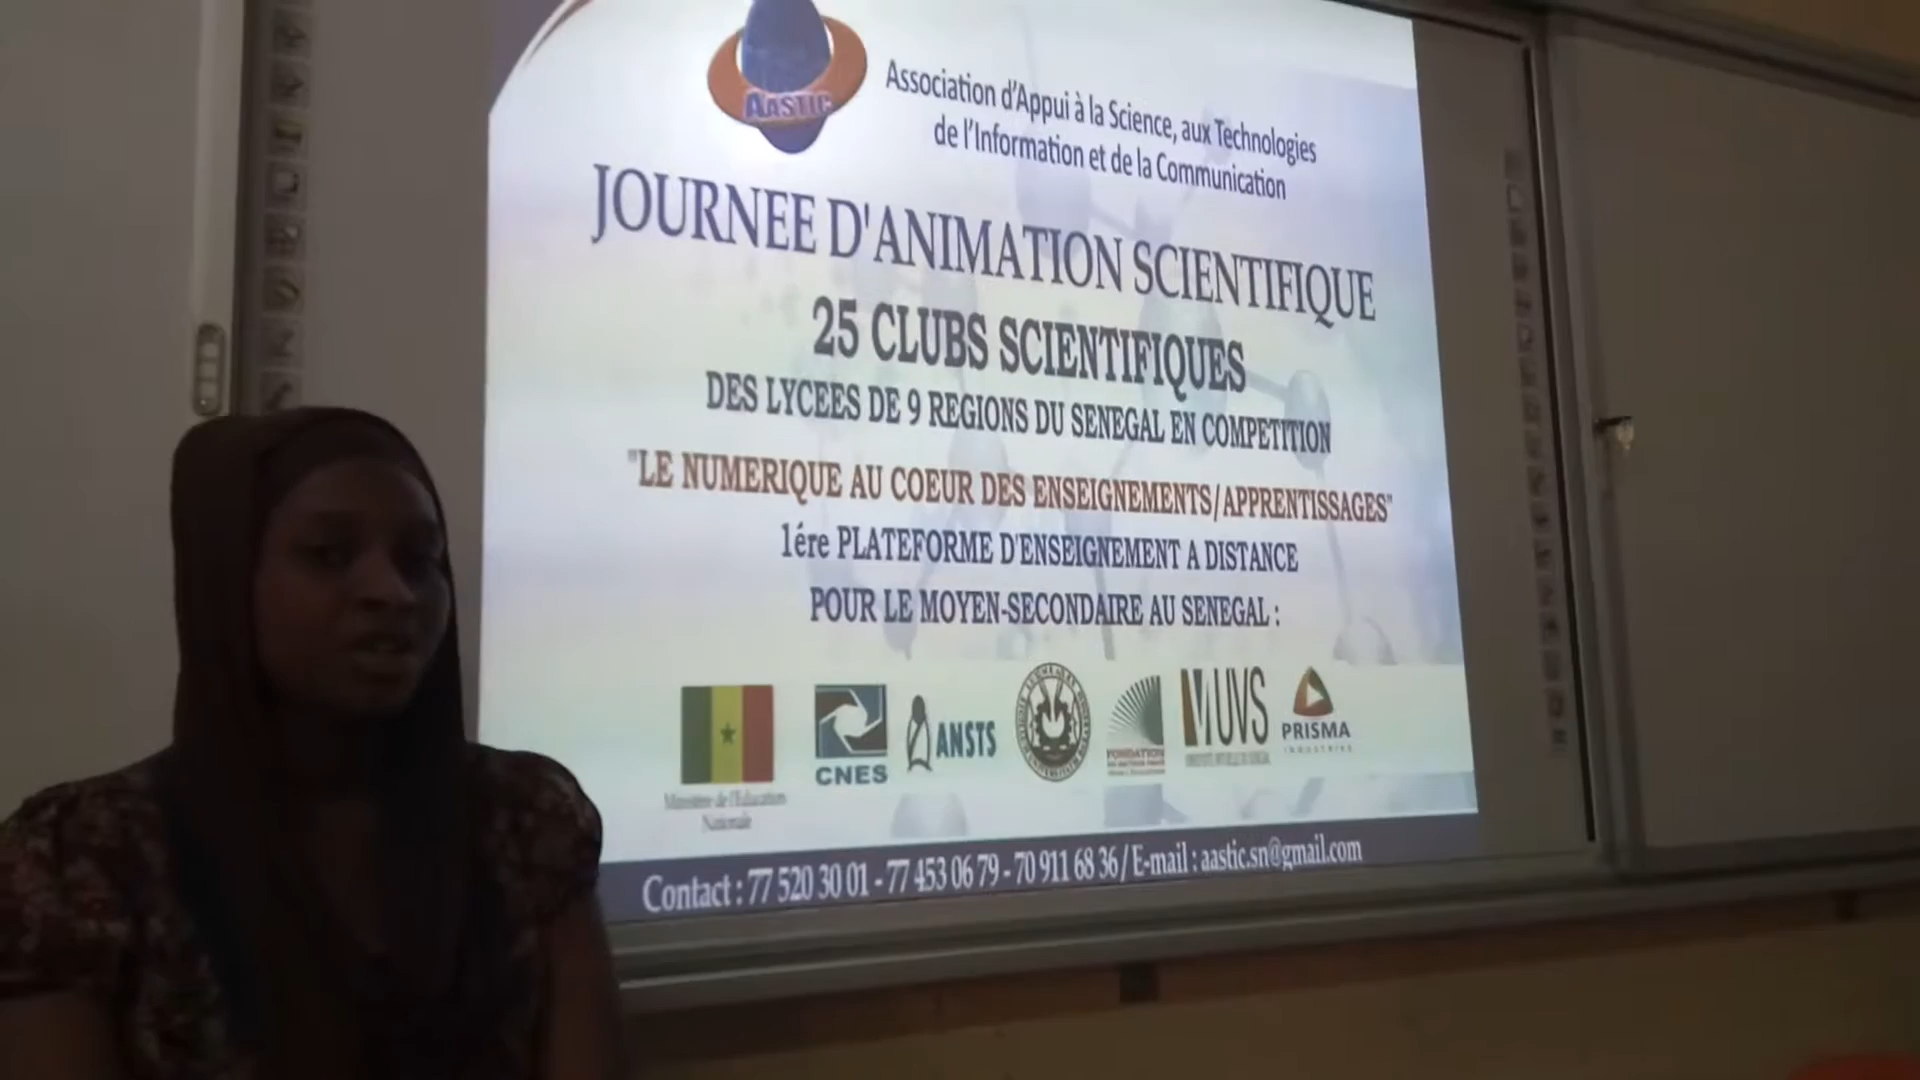 AASTIC
Association d'Appui à la Science, aux Technologies
de l'Information et de la Communication
JOURNEE D'ANIMATION SCIENTIFIQUE
25 CLUBS SCIENTIFIQUES
DES LYCEES DE 9 REGIONS DU SENEGAL EN COMPETITION
"LE NUMERIQUE AU COEUR DES ENSEIGNEMENTS/APPRENTISSAGES"
1ére PLATEFORME D'ENSEIGNEMENT A DISTANCE
POUR LE MOYEN-SECONDAIRE AU SENEGAL :
Ministère de l'Education
Nationale
CNES
ANSTS
FONDATION
UVS
PRISMA
INDUSTRIES
Contact : 77 520 30 01 - 77 453 06 79 - 70 911 68 36 / E-mail : aastic.sn@gmail.com